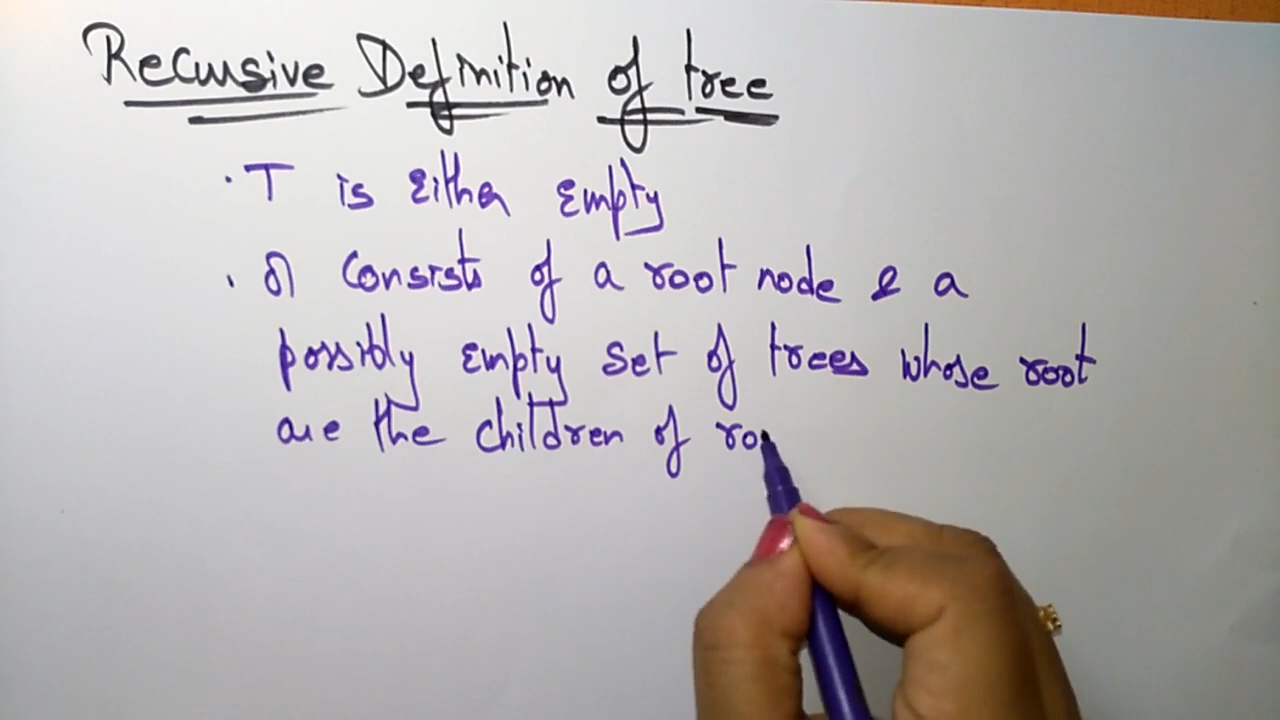 Recursive Definition of tree
· T is Either Empty
· or Consists of a root node & a
possibly Empty set of trees whose root
are the children of ro